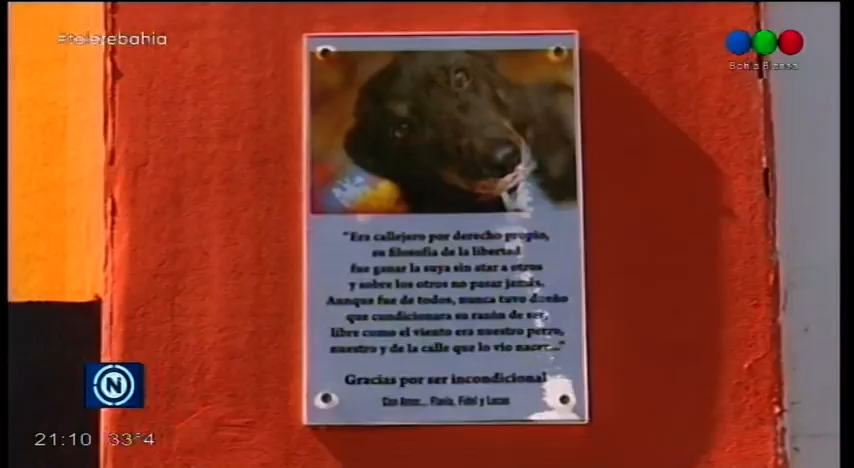 #telefebahia
Bahía Blanca
"Era callejero por derecho propio,
su filosofía de la libertad
fue ganar la suya sin atar a otros
y sobre los otros no pasar jamás.
Aunque fue de todos, nunca tuvo dueño
que condicionara su razón de ser,
libre como el viento era nuestro perro,
nuestro y de la calle que lo vio nacer..."
Gracias por ser incondicional
Con Amor... Flavia, Fidel y Lucas
N
21:10 33°4